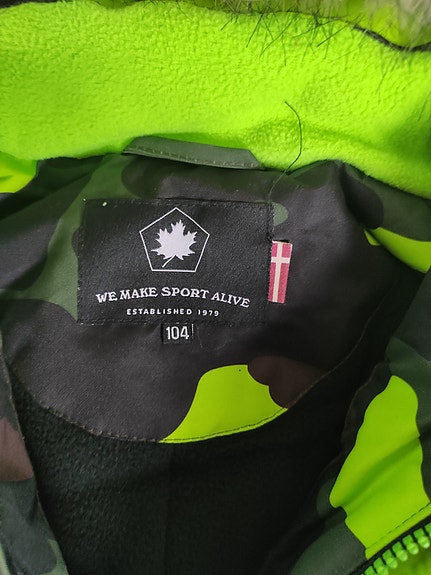 WE MAKE SPORT ALIVE
ESTABLISHED 1979
104